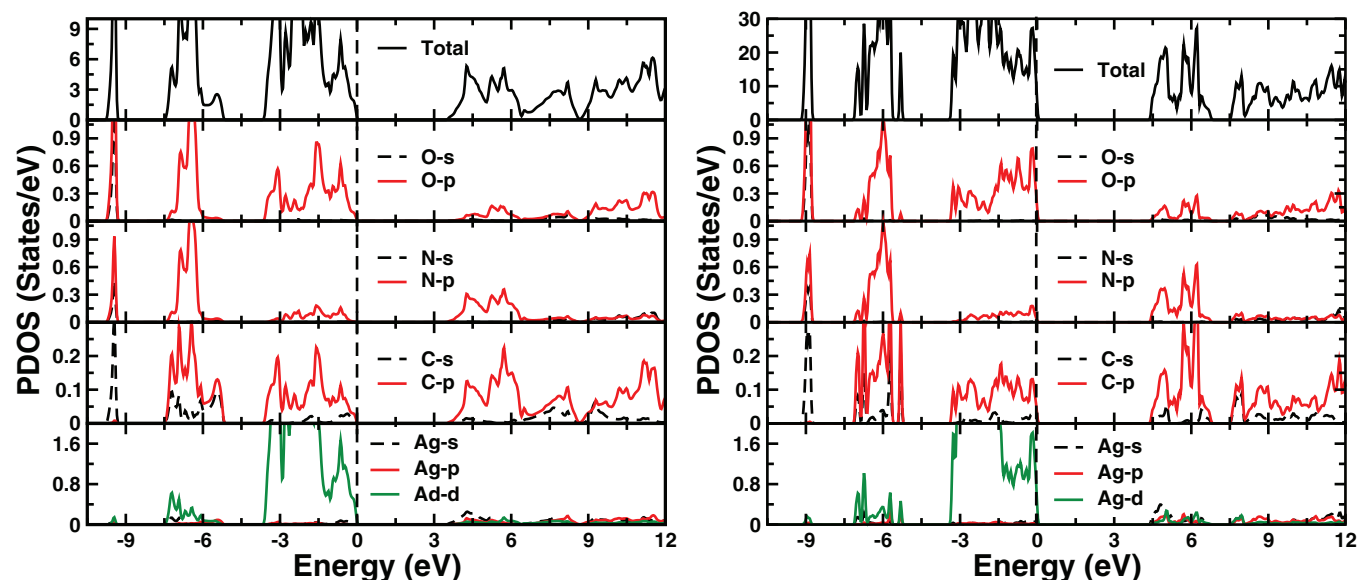 9
6
3
0
Total
0.9
0.6
0.3
0
O-s
O-p
0.9
0.6
0.3
0
N-s
N-p
0.2
0.1
0
C-s
C-p
1.6
0.8
0
Ag-s
Ag-p
Ad-d
-9 -6 -3 0 3 6 9 12
Energy (eV)
PDOS (States/eV)
30
20
10
0
Total
0.9
0.6
0.3
0
O-s
O-p
0.9
0.6
0.3
0
N-s
N-p
0.2
0.1
0
C-s
C-p
1.6
0.8
0
Ag-s
Ag-p
Ag-d
-9 -6 -3 0 3 6 9 12
Energy (eV)
PDOS (States/eV)